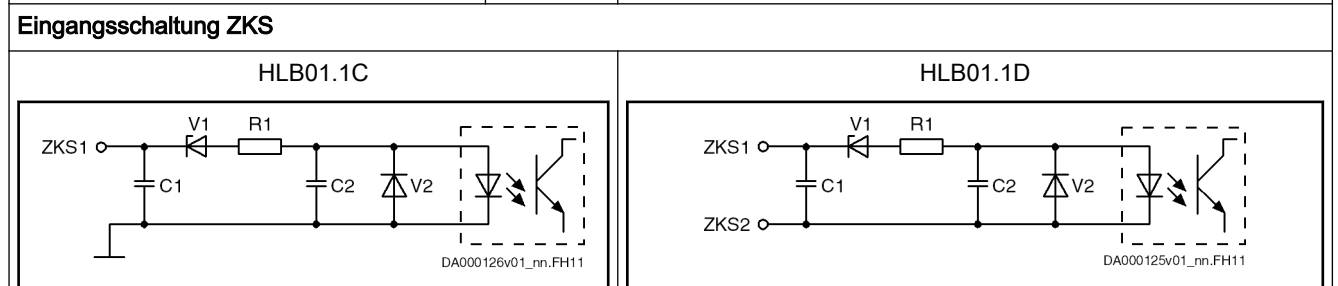 Eingangsschaltung ZKS
HLB01.1C
HLB01.1D
V1 R1
ZKS1
C1 C2 V2
DA000126v01_nn.FH11
V1 R1
ZKS1
C1 C2 V2
ZKS2
DA000125v01_nn.FH11